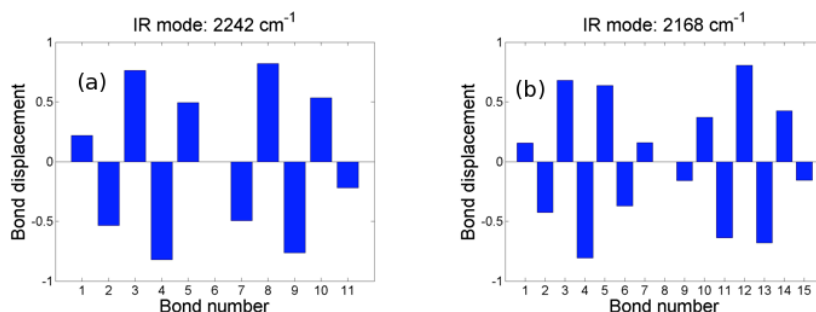 IR mode: 2242 cm⁻¹
(a)
Bond displacement
1
0.5
0
-0.5
-1
1 2 3 4 5 6 7 8 9 10 11
Bond number
IR mode: 2168 cm⁻¹
(b)
Bond displacement
1
0.5
0
-0.5
-1
1 2 3 4 5 6 7 8 9 10 11 12 13 14 15
Bond number